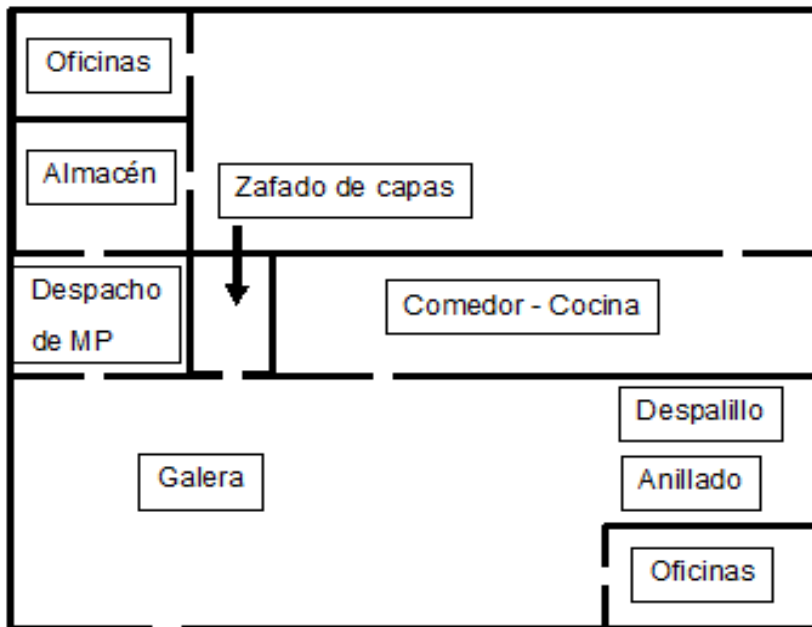 Oficinas
Almacén
Zafado de capas
Despacho
de MP
Comedor - Cocina
Despalillo
Galera
Anillado
Oficinas